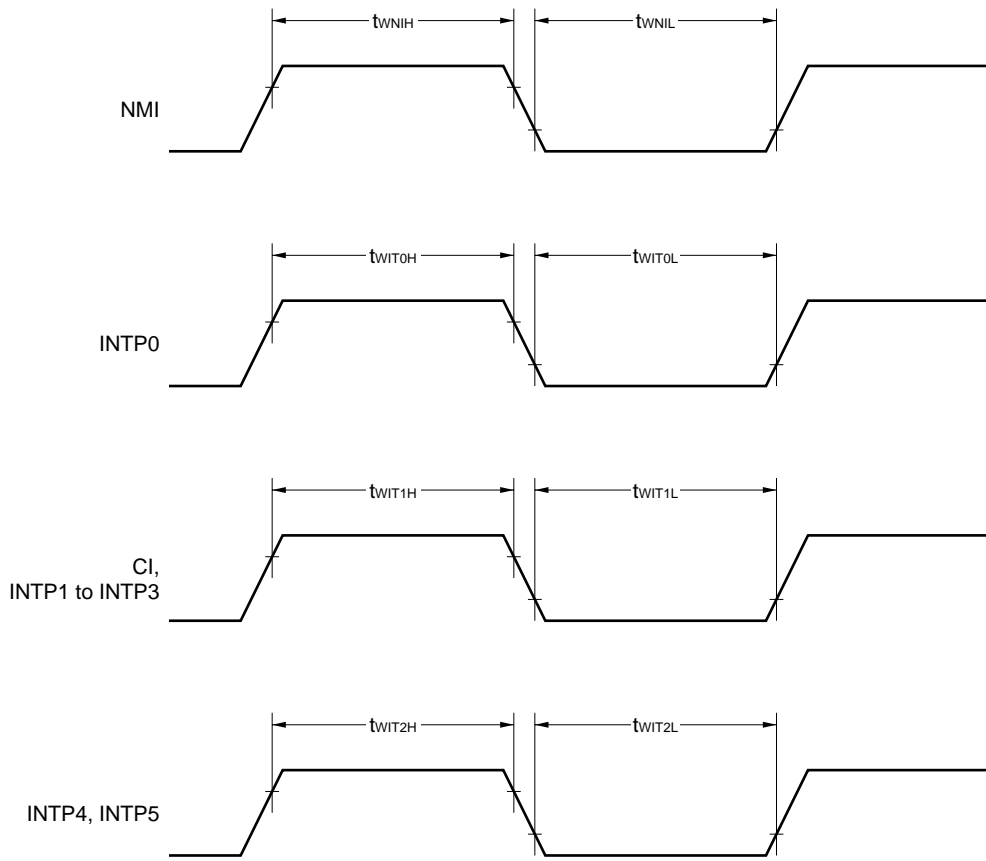 tWNIH tWNIL
NMI
tWIT0H tWIT0L
INTP0
tWIT1H tWIT1L
CI,
INTP1 to INTP3
tWIT2H tWIT2L
INTP4, INTP5